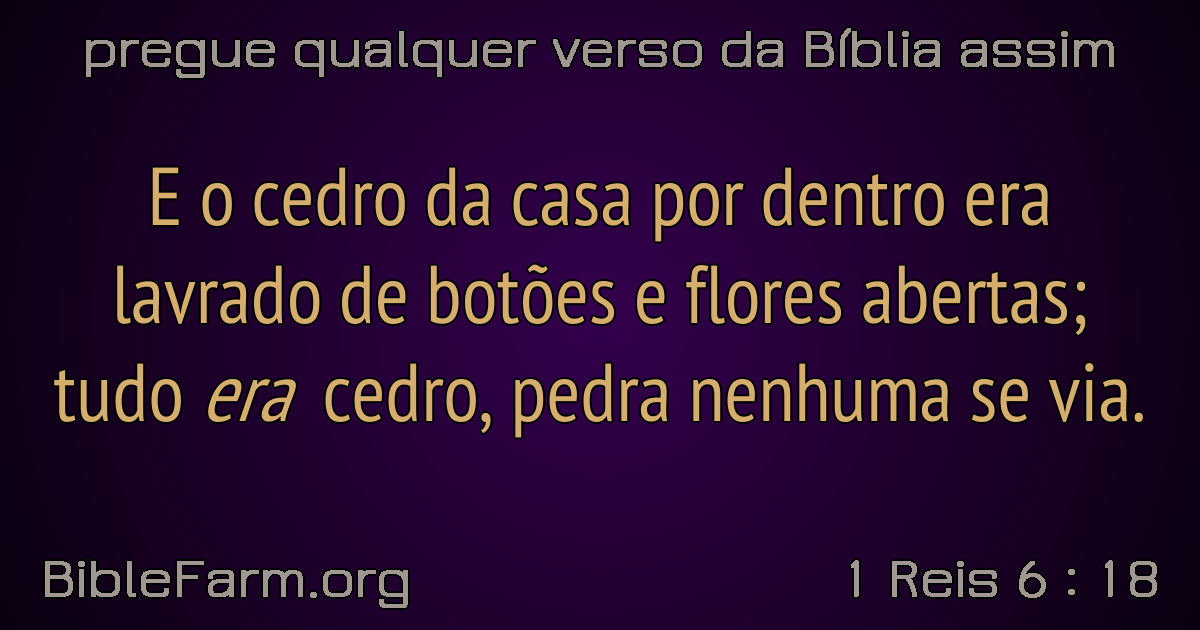 pregue qualquer verso da Bíblia assim
E o cedro da casa por dentro era
lavrado de botões e flores abertas;
tudo era cedro, pedra nenhuma se via.
BibleFarm.org
1 Reis 6 : 18